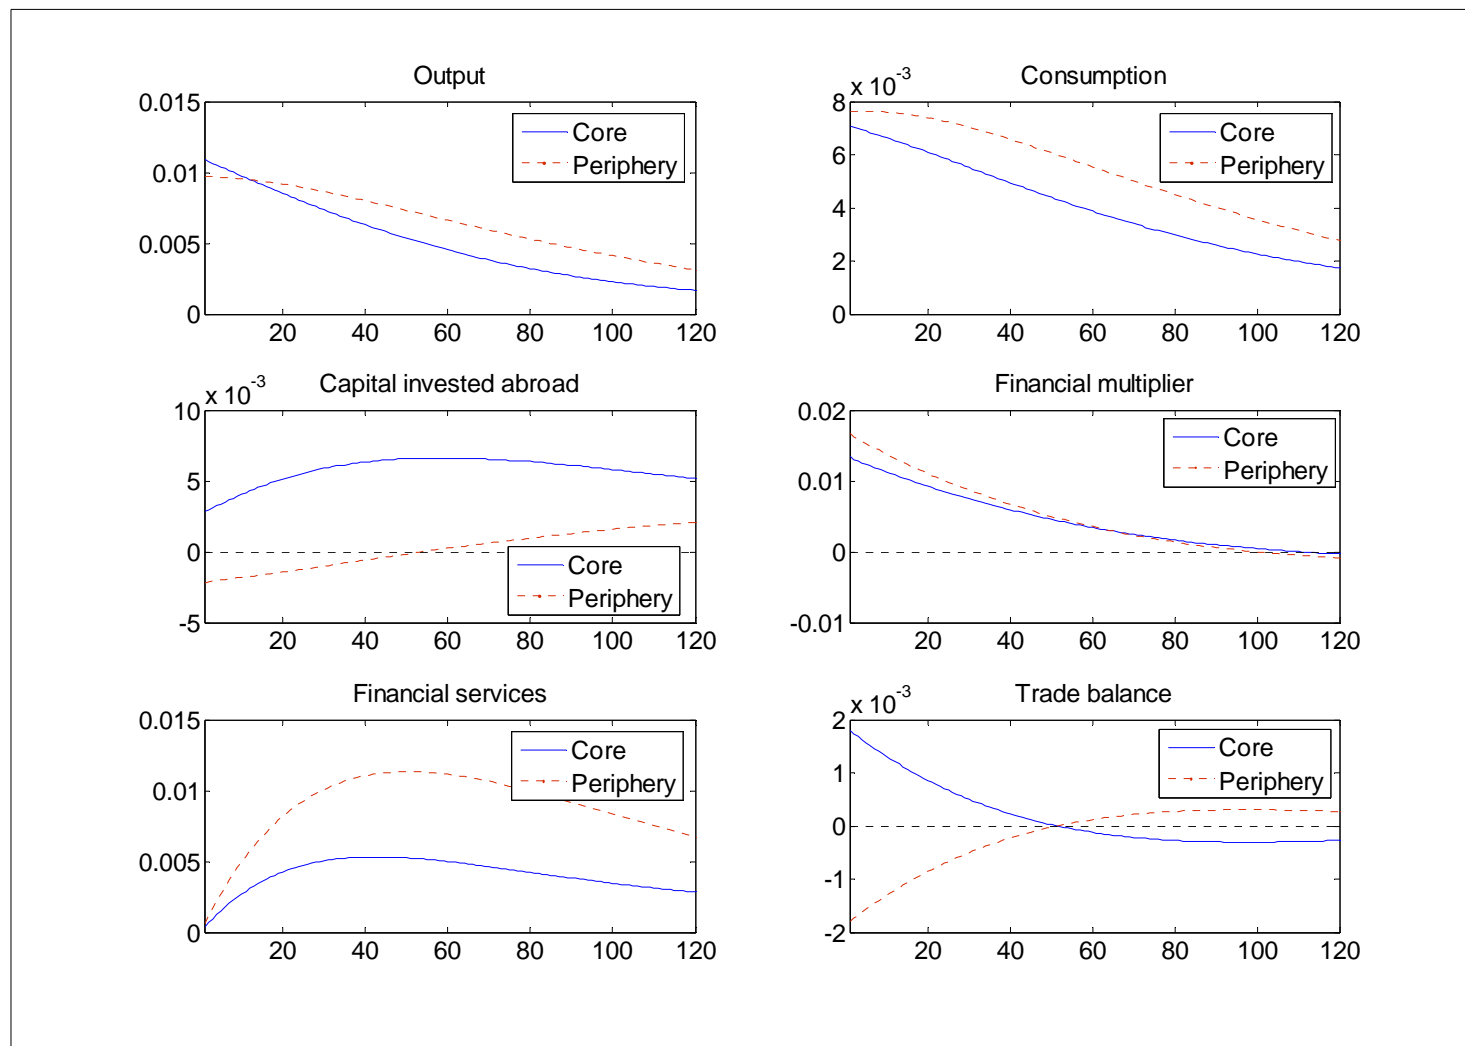 Output
0.015
0.01
0.005
0
20 40 60 80 100 120
Core
Periphery
Consumption
x 10^-3
8
6
4
2
0
20 40 60 80 100 120
Core
Periphery
Capital invested abroad
x 10^-3
10
5
0
-5
20 40 60 80 100 120
Core
Periphery
Financial multiplier
0.02
0.01
0
-0.01
20 40 60 80 100 120
Core
Periphery
Financial services
0.015
0.01
0.005
0
20 40 60 80 100 120
Core
Periphery
Trade balance
x 10^-3
2
1
0
-1
-2
20 40 60 80 100 120
Core
Periphery